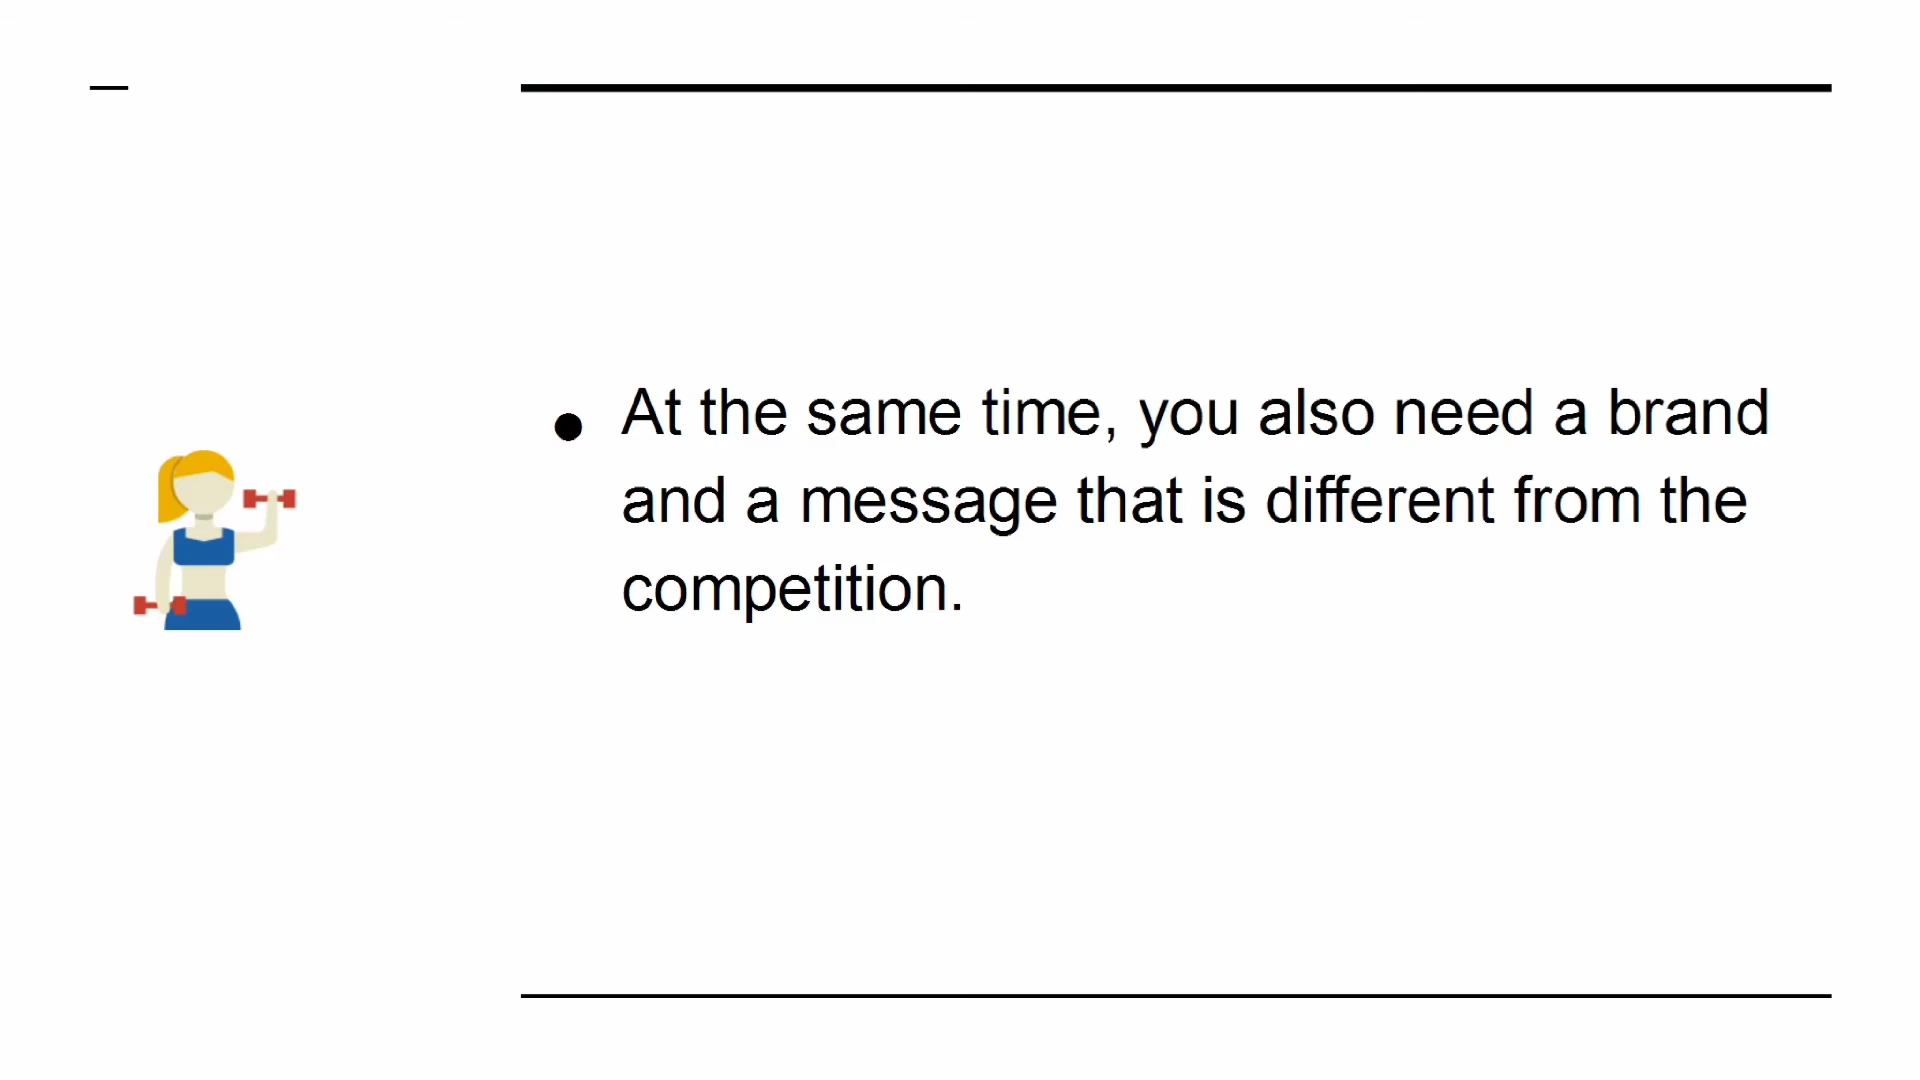 At the same time, you also need a brand
and a message that is different from the
competition.